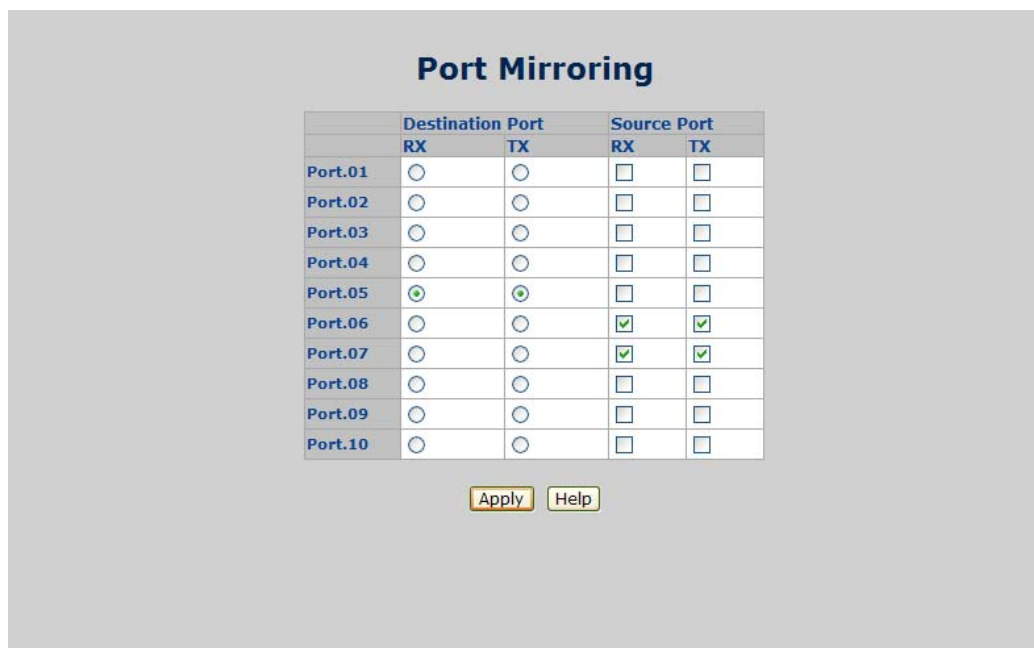 Port Mirroring
Destination Port Source Port
RX TX RX TX
Port.01
Port.02
Port.03
Port.04
Port.05
Port.06
Port.07
Port.08
Port.09
Port.10
Apply Help